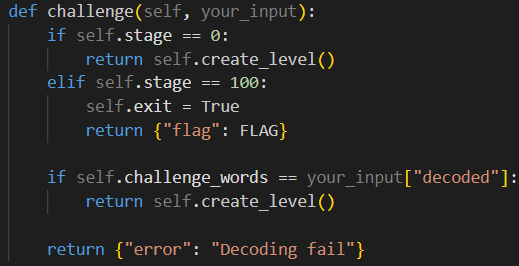 def challenge(self, your_input):
    if self.stage == 0:
        return self.create_level()
    elif self.stage == 100:
        self.exit = True
        return {"flag": FLAG}

    if self.challenge_words == your_input["decoded"]:
        return self.create_level()

    return {"error": "Decoding fail"}